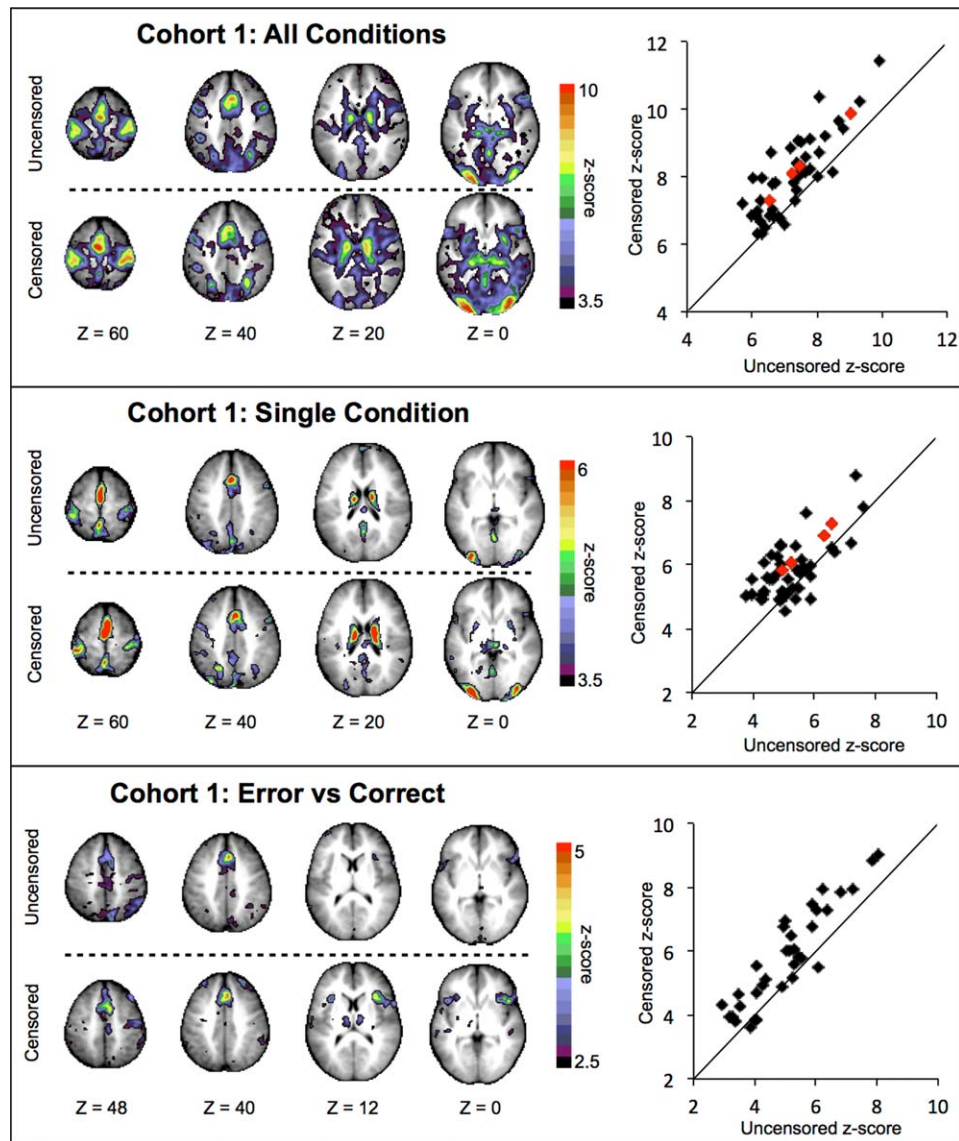 Cohort 1: All Conditions
Uncensored
Censored
Z = 60
Z = 40
Z = 20
Z = 0
10
z-score
3.5
Censored z-score
12
10
8
6
4
4
6
8
10
12
Uncensored z-score
Cohort 1: Single Condition
Uncensored
Censored
Z = 60
Z = 40
Z = 20
Z = 0
6
z-score
3.5
Censored z-score
10
8
6
4
2
2
4
6
8
10
Uncensored z-score
Cohort 1: Error vs Correct
Uncensored
Censored
Z = 48
Z = 40
Z = 12
Z = 0
5
z-score
2.5
Censored z-score
10
8
6
4
2
2
4
6
8
10
Uncensored z-score